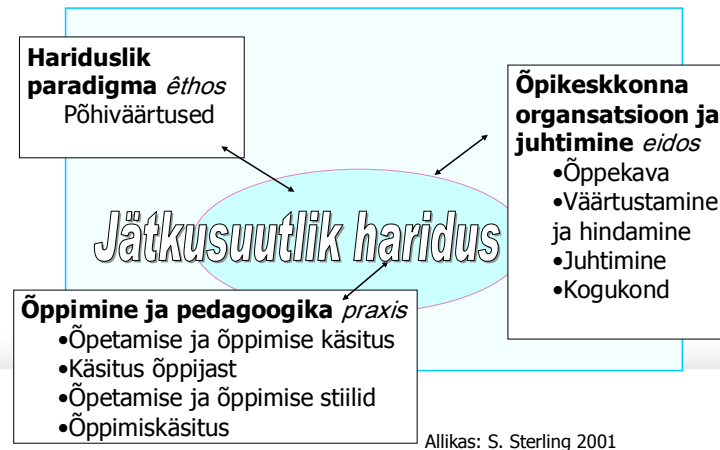 Hariduslik
paradigma êthos
Põhiväärtused
Õpikeskkonna
organsatsioon ja
juhtimine eidos
•Õppekava
•Väärtustamine
ja hindamine
•Juhtimine
•Kogukond
Jätkusuutlik haridus
Õppimine ja pedagoogika praxis
•Õpetamise ja õppimise käsitus
•Käsitus õppijast
•Õpetamise ja õppimise stiilid
•Õppimiskäsitus
Allikas: S. Sterling 2001